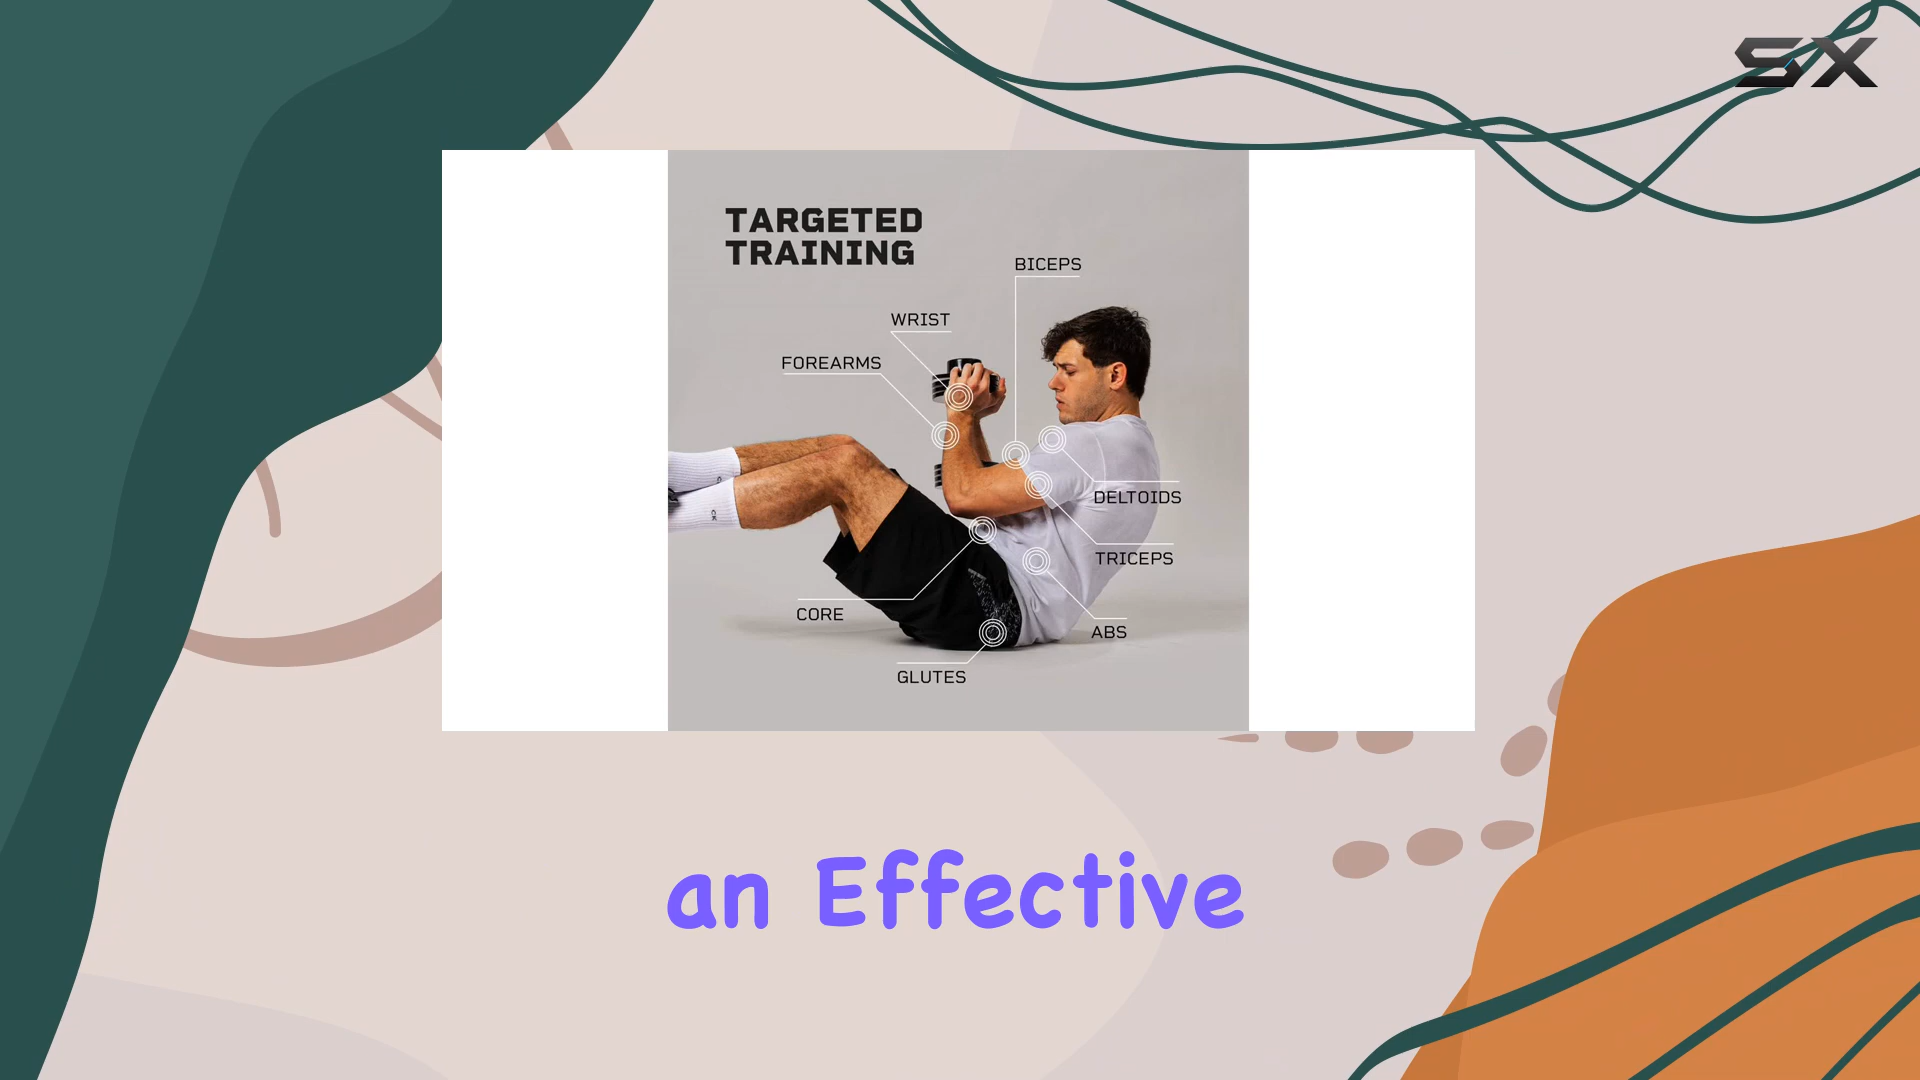 SX
TARGETED
TRAINING
BICEPS
WRIST
FOREARMS
DELTOIDS
TRICEPS
CORE
ABS
GLUTES
an Effective